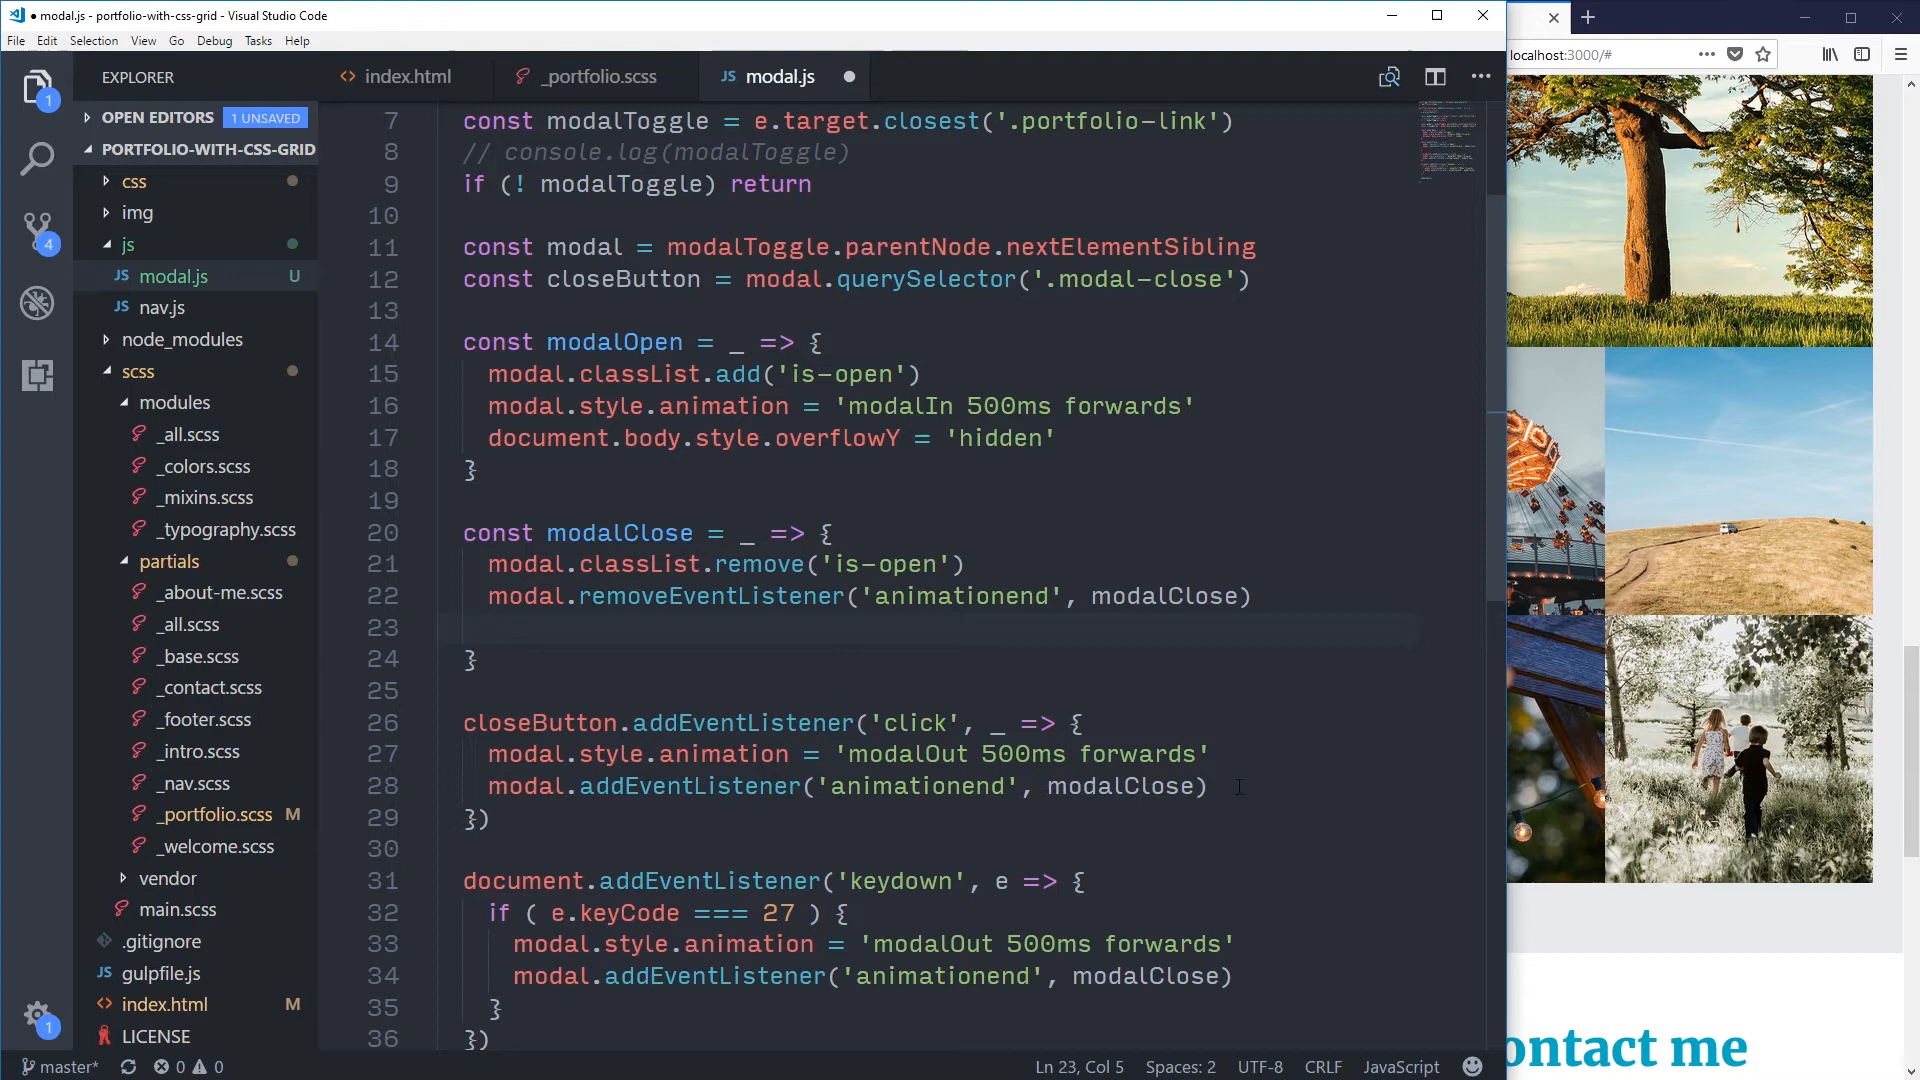 ● modal.js - portfolio-with-css-grid - Visual Studio Code
File Edit Selection View Go Debug Tasks Help
EXPLORER
OPEN EDITORS 1 UNSAVED
PORTFOLIO-WITH-CSS-GRID
css
img
js
JS modal.js U
JS nav.js
node_modules
scss
modules
_all.scss
_colors.scss
_mixins.scss
_typography.scss
partials
_about-me.scss
_all.scss
_base.scss
_contact.scss
_footer.scss
_intro.scss
_nav.scss
_portfolio.scss M
_welcome.scss
vendor
main.scss
.gitignore
JS gulpfile.js
<> index.html M
LICENSE
1
4
1
<> index.html
_portfolio.scss
JS modal.js ●
7 const modalToggle = e.target.closest('.portfolio-link')
8 // console.log(modalToggle)
9 if (! modalToggle) return
10
11 const modal = modalToggle.parentNode.nextElementSibling
12 const closeButton = modal.querySelector('.modal-close')
13
14 const modalOpen = _ => {
15 modal.classList.add('is-open')
16 modal.style.animation = 'modalIn 500ms forwards'
17 document.body.style.overflowY = 'hidden'
18 }
19
20 const modalClose = _ => {
21 modal.classList.remove('is-open')
22 modal.removeEventListener('animationend', modalClose)
23
24 }
25
26 closeButton.addEventListener('click', _ => {
27 modal.style.animation = 'modalOut 500ms forwards'
28 modal.addEventListener('animationend', modalClose)
29 })
30
31 document.addEventListener('keydown', e => {
32 if ( e.keyCode === 27 ) {
33 modal.style.animation = 'modalOut 500ms forwards'
34 modal.addEventListener('animationend', modalClose)
35 }
36 })
master* 0 0
Ln 23, Col 5 Spaces: 2 UTF-8 CRLF JavaScript
localhost:3000/#
ontact me